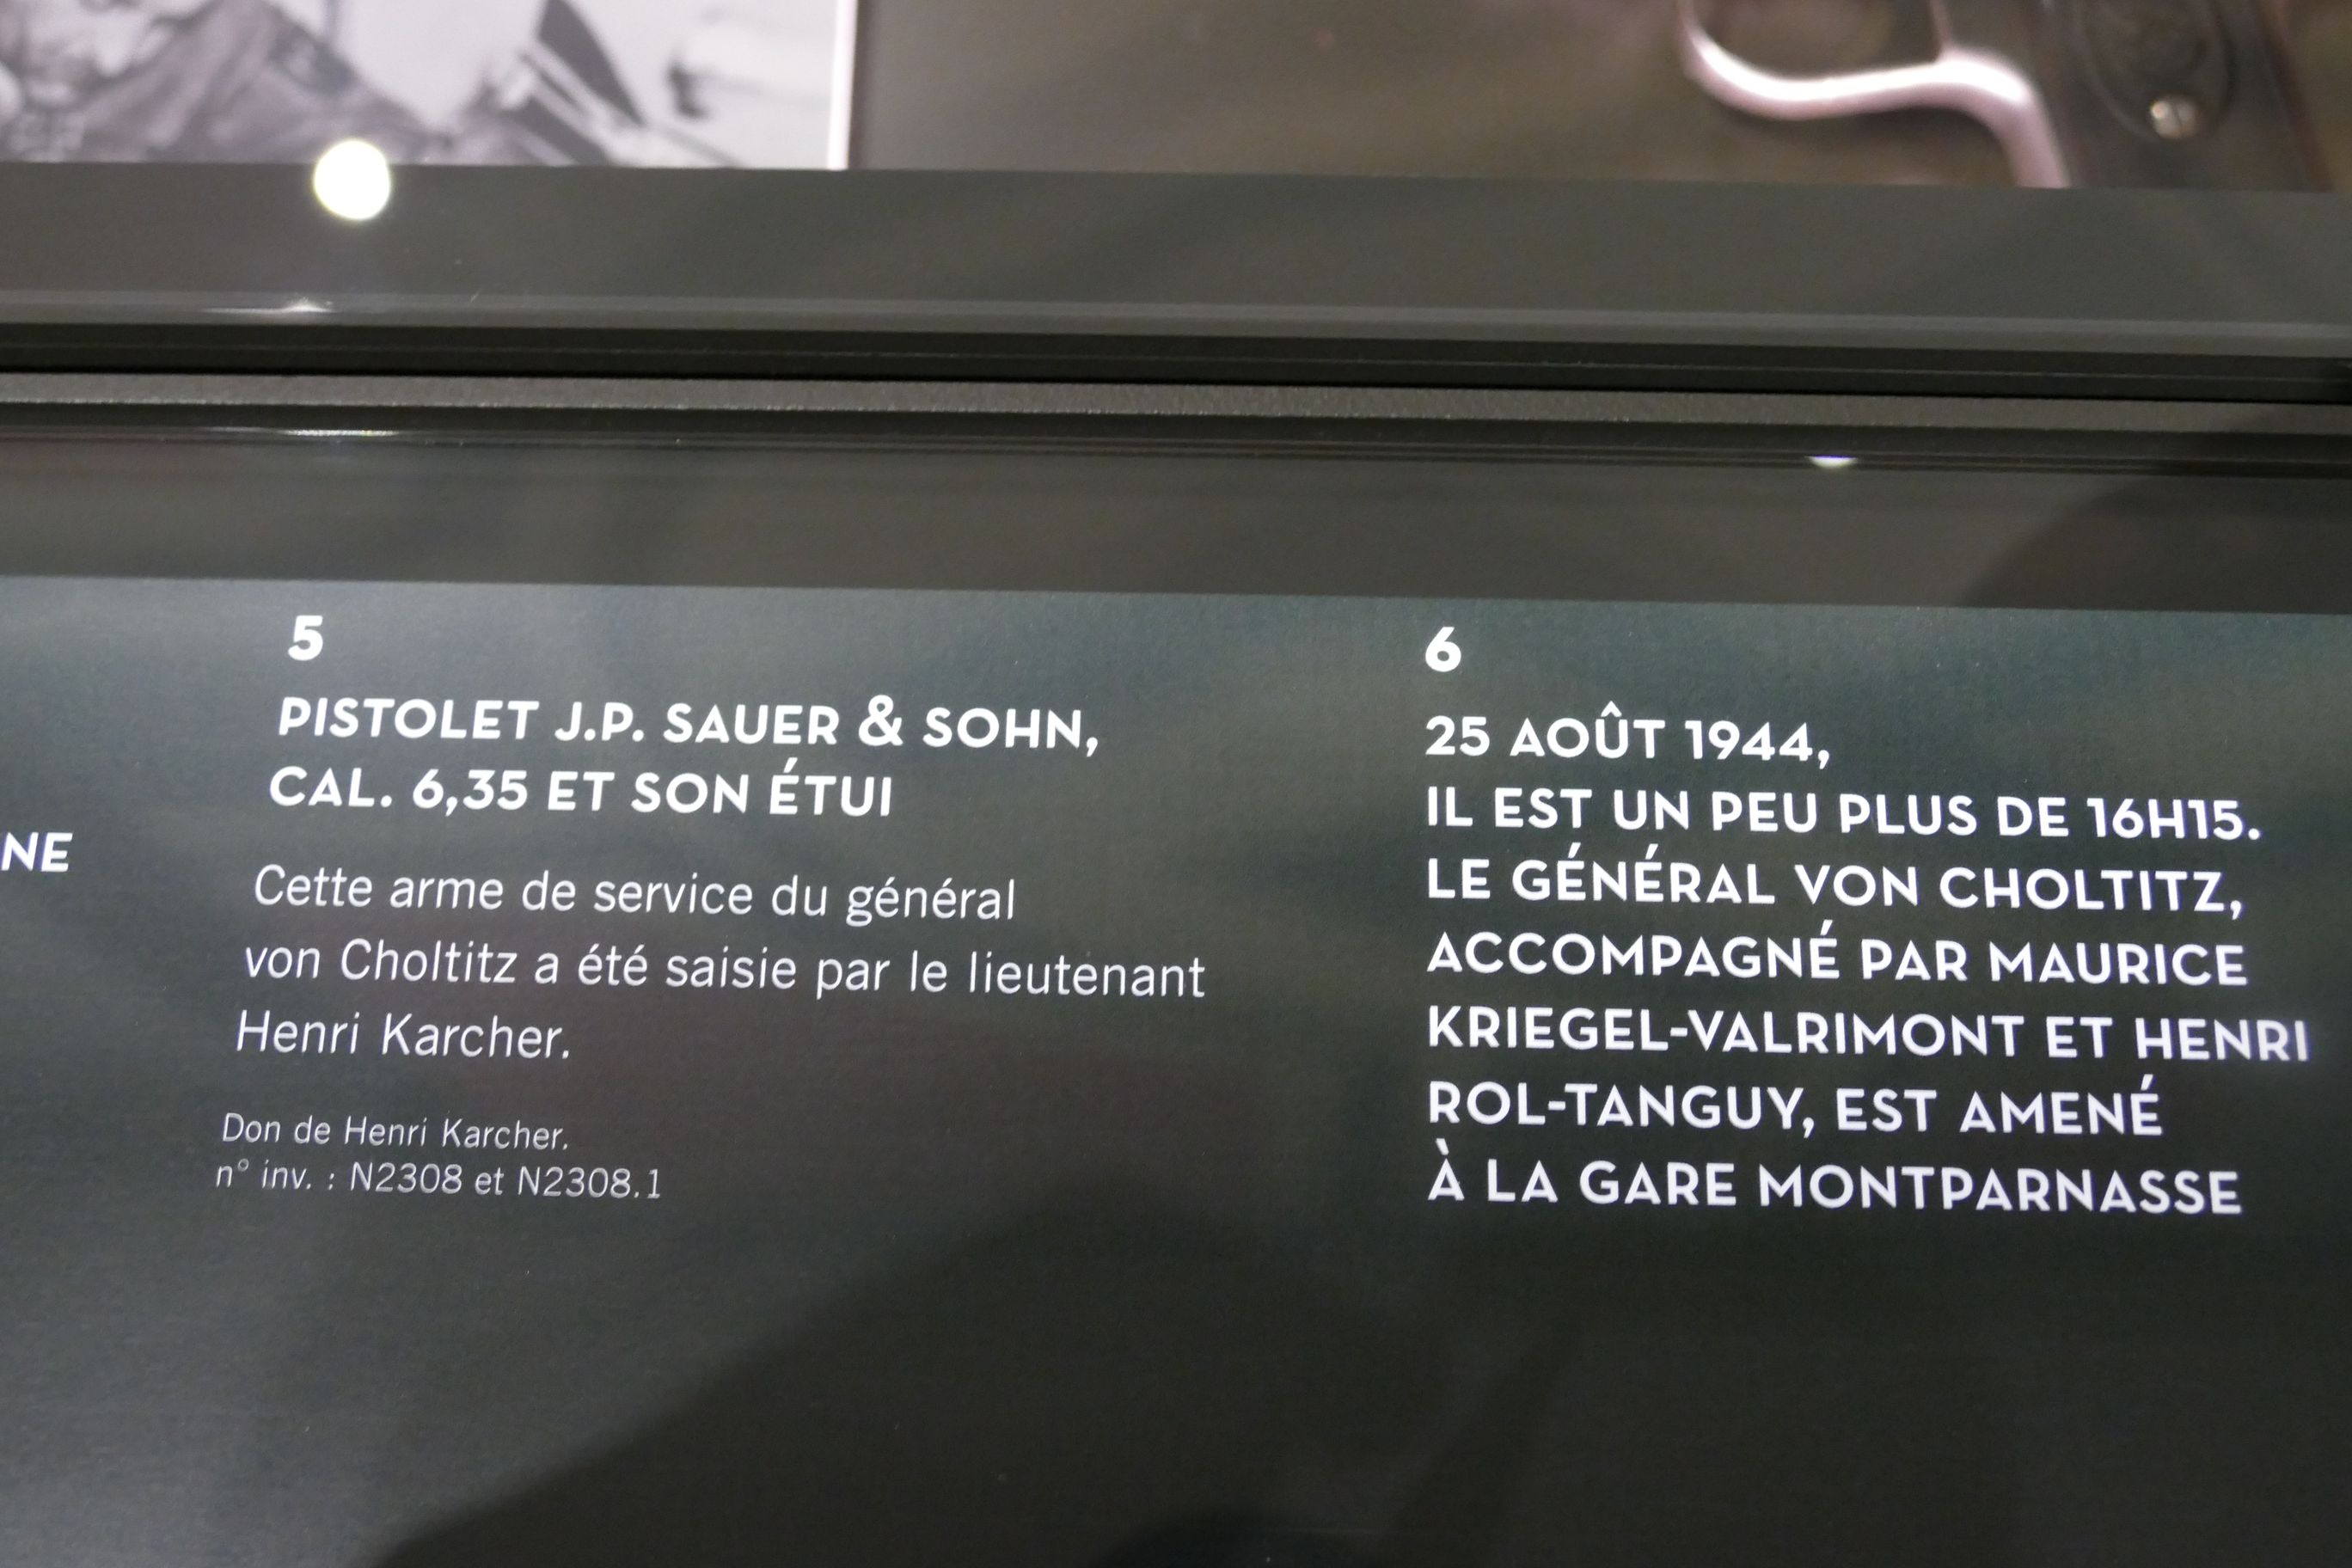 NE
5
PISTOLET J.P. SAUER & SOHN,
CAL. 6,35 ET SON ÉTUI
Cette arme de service du général
von Choltitz a été saisie par le lieutenant
Henri Karcher.
Don de Henri Karcher.
n° inv. : N2308 et N2308.1
6
25 AOÛT 1944,
IL EST UN PEU PLUS DE 16H15.
LE GÉNÉRAL VON CHOLTITZ,
ACCOMPAGNÉ PAR MAURICE
KRIEGEL-VALRIMONT ET HENRI
ROL-TANGUY, EST AMENÉ
À LA GARE MONTPARNASSE